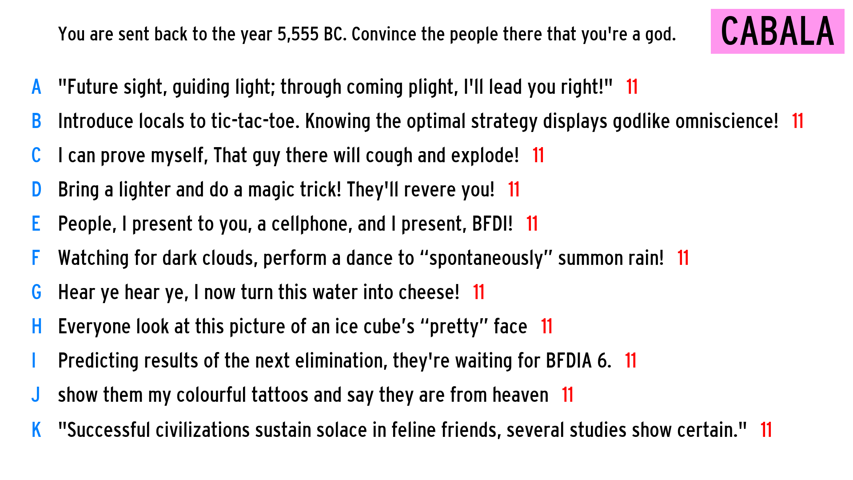 You are sent back to the year 5,555 BC. Convince the people there that you're a god.
CABALA
A "Future sight, guiding light; through coming plight, I'll lead you right!" 11
B Introduce locals to tic-tac-toe. Knowing the optimal strategy displays godlike omniscience! 11
C I can prove myself, That guy there will cough and explode! 11
D Bring a lighter and do a magic trick! They'll revere you! 11
E People, I present to you, a cellphone, and I present, BFDI! 11
F Watching for dark clouds, perform a dance to “spontaneously” summon rain! 11
G Hear ye hear ye, I now turn this water into cheese! 11
H Everyone look at this picture of an ice cube’s “pretty” face 11
I Predicting results of the next elimination, they're waiting for BFDIA 6. 11
J show them my colourful tattoos and say they are from heaven 11
K "Successful civilizations sustain solace in feline friends, several studies show certain." 11